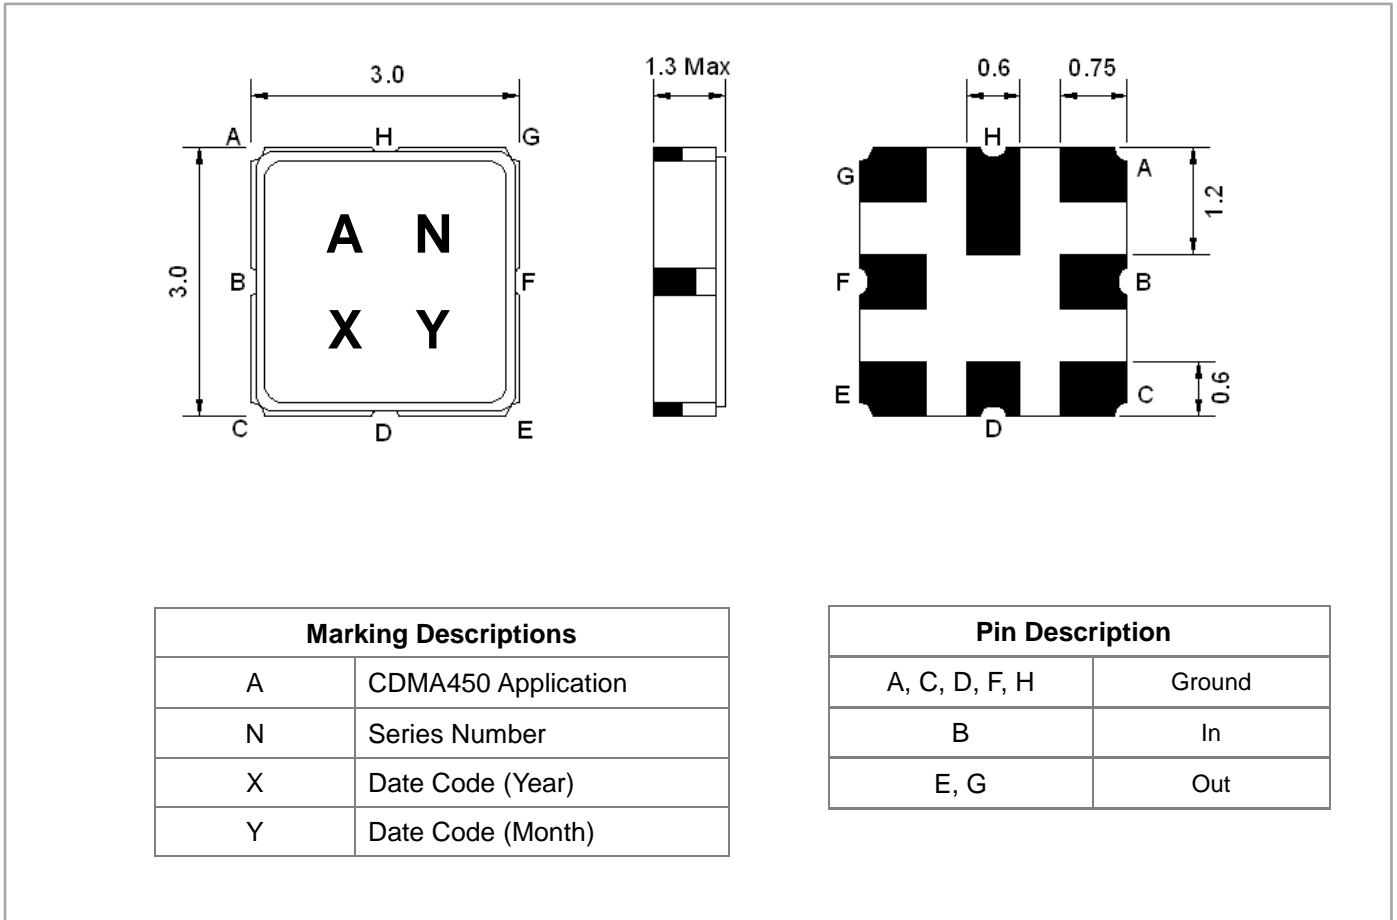 3.0
1.3 Max
0.6 0.75
A H G
H
G A
A N
1.2
3.0
B F
F B
X Y
E C
0.6
C D E
D
Marking Descriptions
A CDMA450 Application
N Series Number
X Date Code (Year)
Y Date Code (Month)
Pin Description
A, C, D, F, H Ground
B In
E, G Out